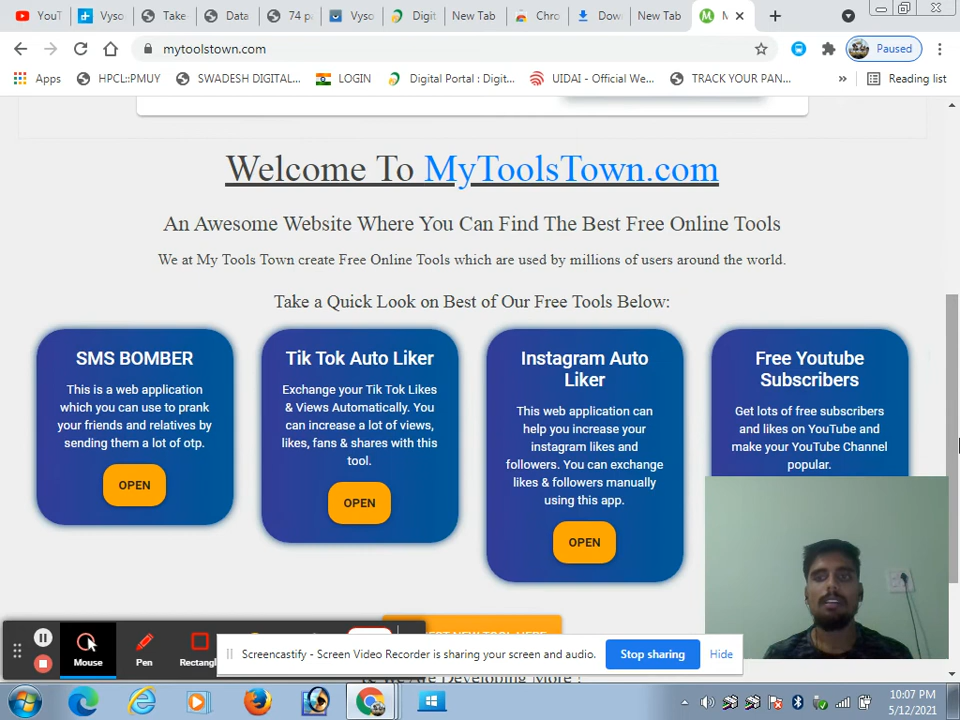 YouT
Vyso
Take
Data
74 p
Vyso
Digit
New Tab
Chro
Dow
New Tab
M
mytoolstown.com
Paused
Apps
HPCL::PMUY
SWADESH DIGITAL...
LOGIN
Digital Portal : Digit...
UIDAI - Official We...
TRACK YOUR PAN...
»
Reading list
Welcome To MyToolsTown.com
An Awesome Website Where You Can Find The Best Free Online Tools
We at My Tools Town create Free Online Tools which are used by millions of users around the world.
Take a Quick Look on Best of Our Free Tools Below:
SMS BOMBER
This is a web application
which you can use to prank
your friends and relatives by
sending them a lot of otp.
OPEN
Tik Tok Auto Liker
Exchange your Tik Tok Likes
& Views Automatically. You
can increase a lot of views,
likes, fans & shares with this
tool.
OPEN
Instagram Auto
Liker
This web application can
help you increase your
instagram likes and
followers. You can exchange
likes & followers manually
using this app.
OPEN
Free Youtube
Subscribers
Get lots of free subscribers
and likes on YouTube and
make your YouTube Channel
popular.
Mouse
Pen
Rectangl
Screencastify - Screen Video Recorder is sharing your screen and audio.
Stop sharing
Hide
10:07 PM
5/12/2021